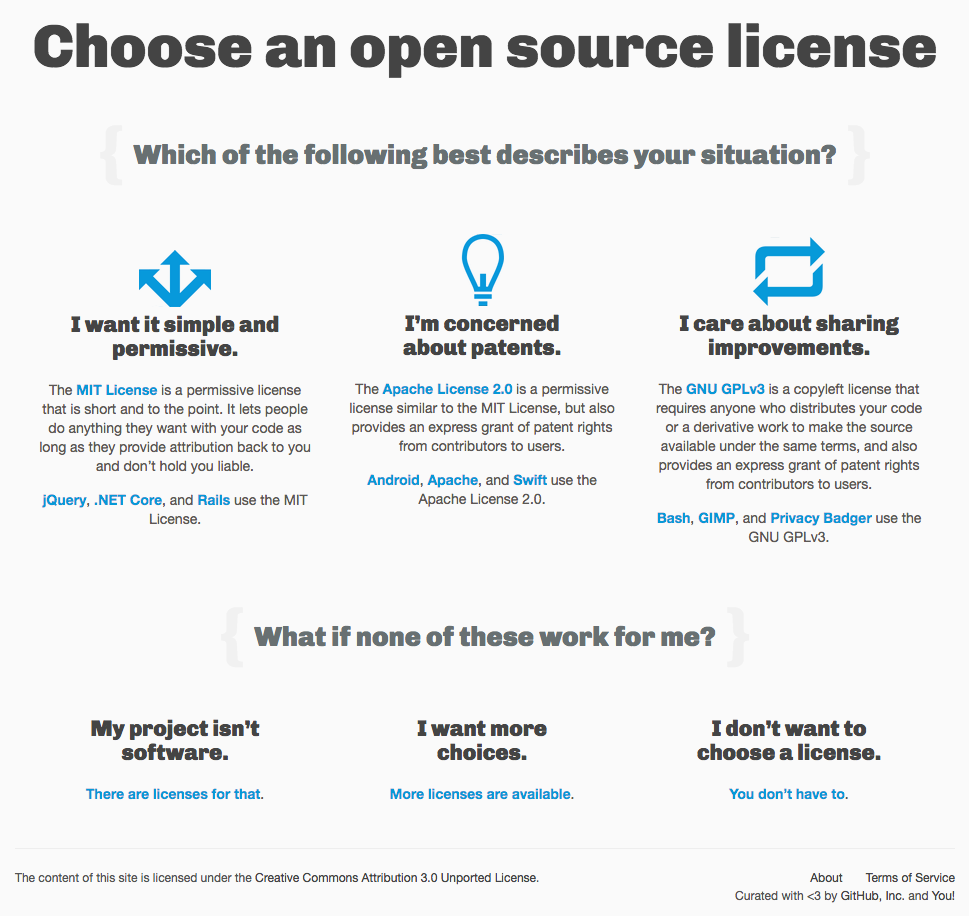 Choose an open source license
{ Which of the following best describes your situation? }
I want it simple and
permissive.
The MIT License is a permissive license
that is short and to the point. It lets people
do anything they want with your code as
long as they provide attribution back to you
and don’t hold you liable.
jQuery, .NET Core, and Rails use the MIT
License.
I’m concerned
about patents.
The Apache License 2.0 is a permissive
license similar to the MIT License, but also
provides an express grant of patent rights
from contributors to users.
Android, Apache, and Swift use the
Apache License 2.0.
I care about sharing
improvements.
The GNU GPLv3 is a copyleft license that
requires anyone who distributes your code
or a derivative work to make the source
available under the same terms, and also
provides an express grant of patent rights
from contributors to users.
Bash, GIMP, and Privacy Badger use the
GNU GPLv3.
{ What if none of these work for me? }
My project isn’t
software.
There are licenses for that.
I want more
choices.
More licenses are available.
I don’t want to
choose a license.
You don’t have to.
The content of this site is licensed under the Creative Commons Attribution 3.0 Unported License.
About Terms of Service
Curated with <3 by GitHub, Inc. and You!